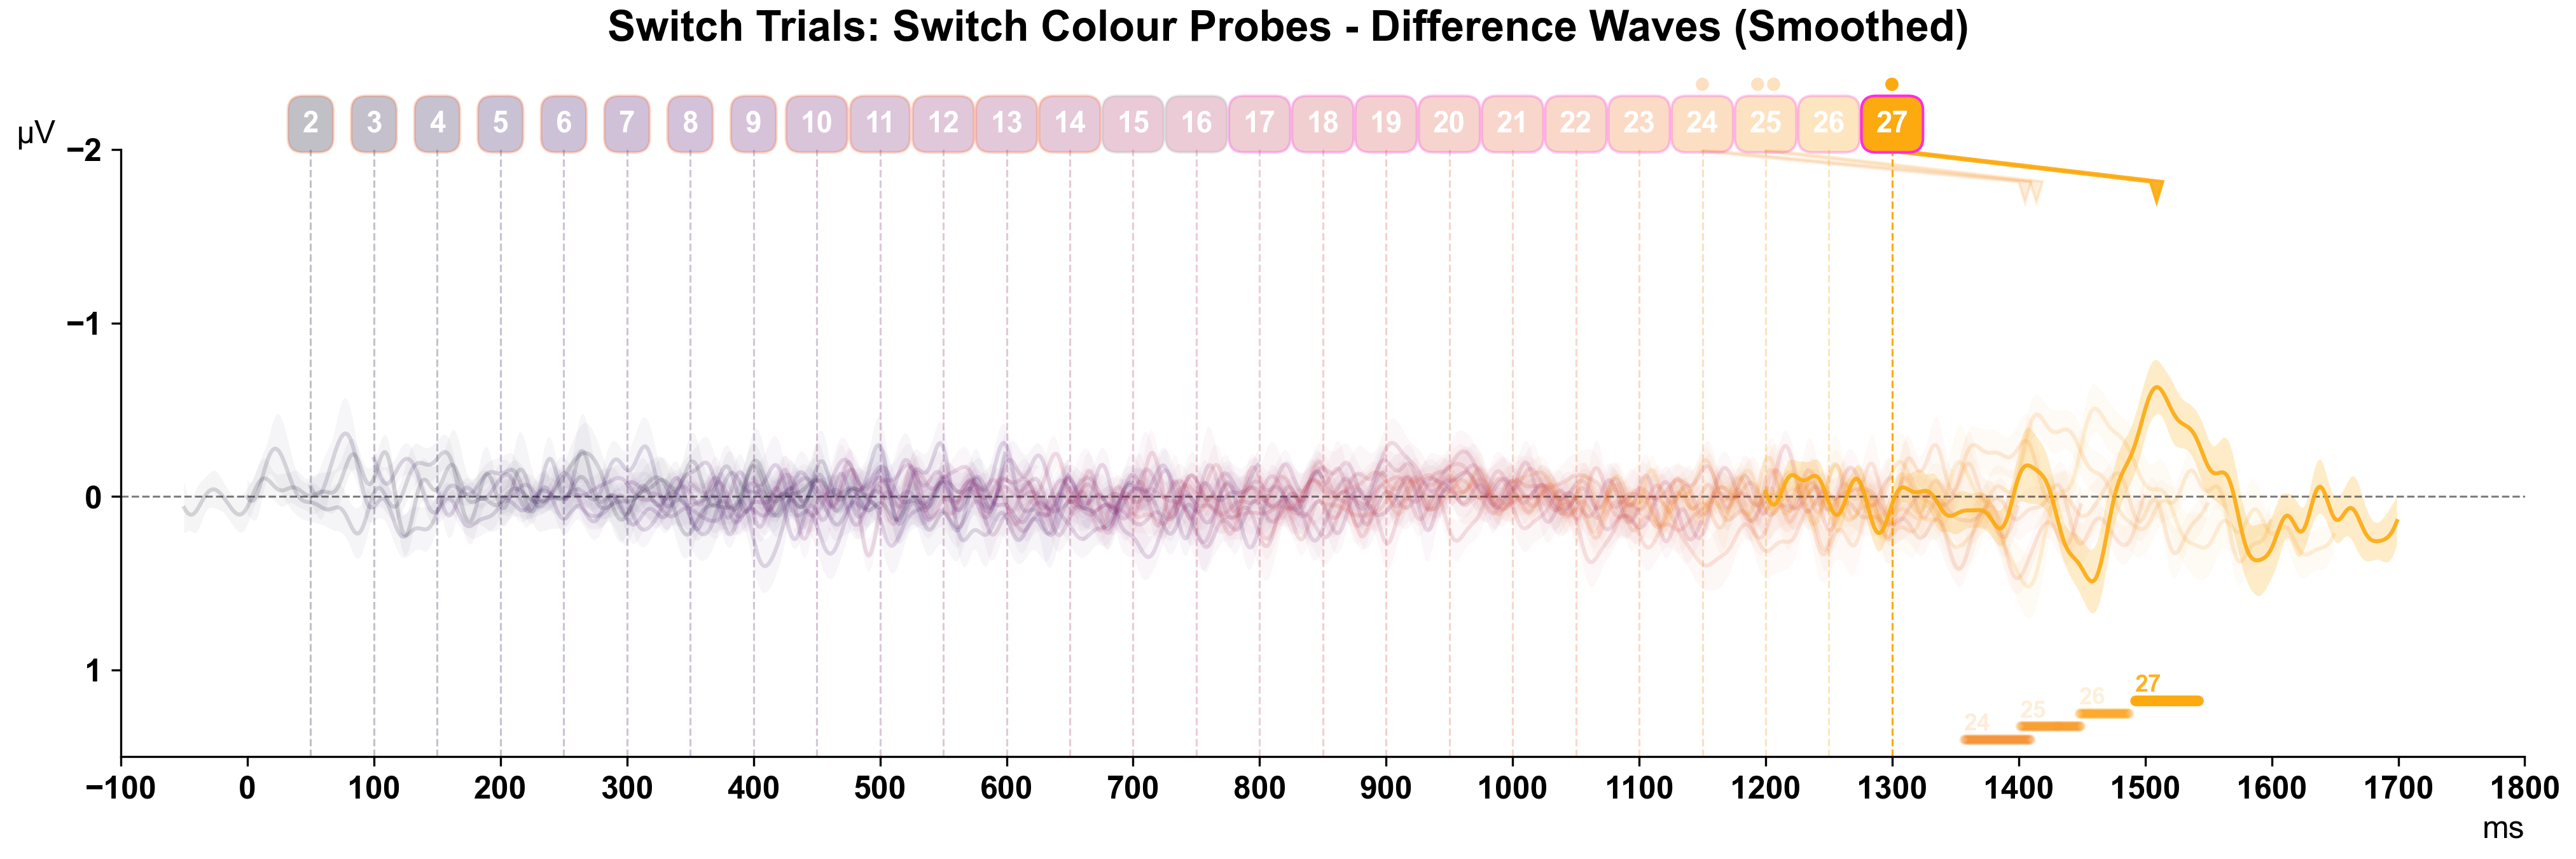 Switch Trials: Switch Colour Probes - Difference Waves (Smoothed)
2 3 4 5 6 7 8 9 10 11 12 13 14 15 16 17 18 19 20 21 22 23 24 25 26 27
µV
−2
−1
0
1
27
26
25
24
−100 0 100 200 300 400 500 600 700 800 900 1000 1100 1200 1300 1400 1500 1600 1700 1800
ms